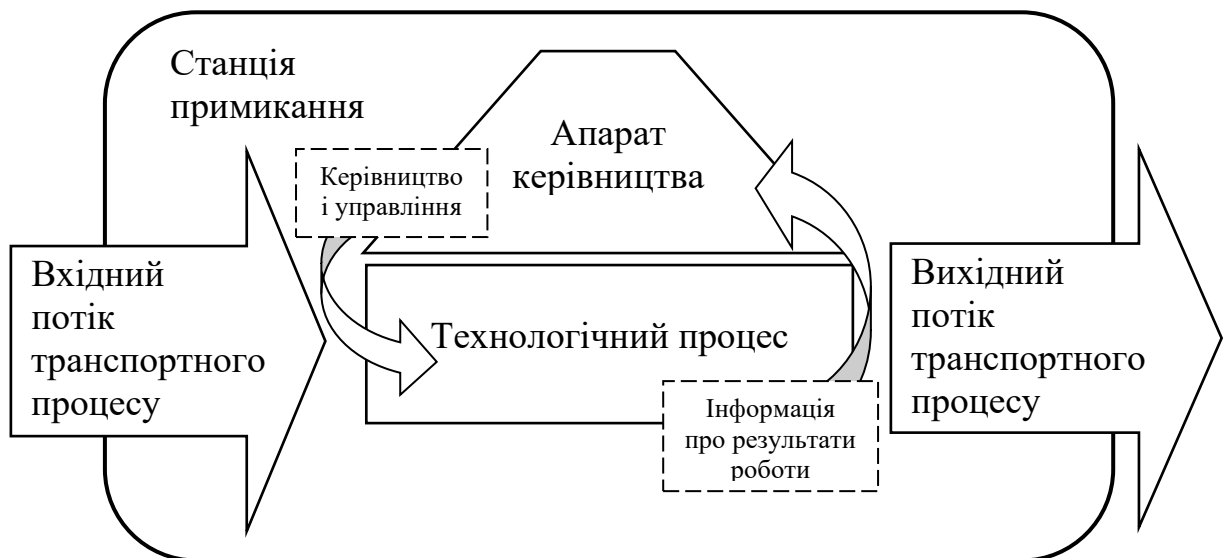 Станція
примикання
Апарат
керівництва
Керівництво
і управління
Вхідний
потік
транспортного
процесу
Технологічний процес
Інформація
про результати
роботи
Вихідний
потік
транспортного
процесу